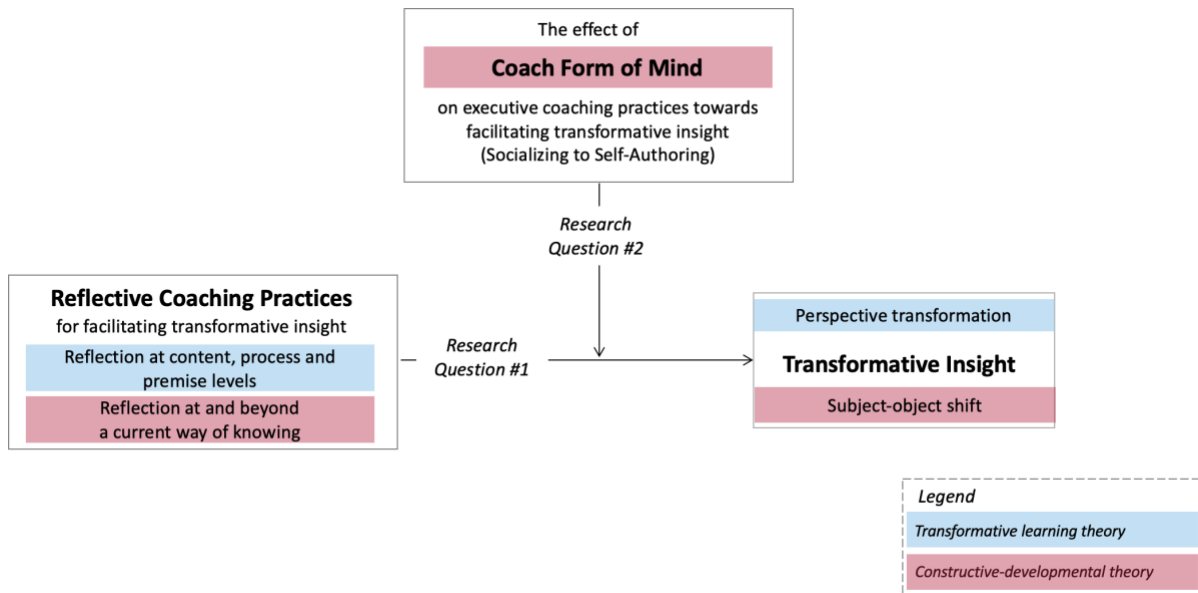 The effect of
Coach Form of Mind
on executive coaching practices towards
facilitating transformative insight
(Socializing to Self-Authoring)
Research
Question #2
Reflective Coaching Practices
for facilitating transformative insight
Reflection at content, process and
premise levels
Reflection at and beyond
a current way of knowing
Research
Question #1
Perspective transformation
Transformative Insight
Subject-object shift
Legend
Transformative learning theory
Constructive-developmental theory